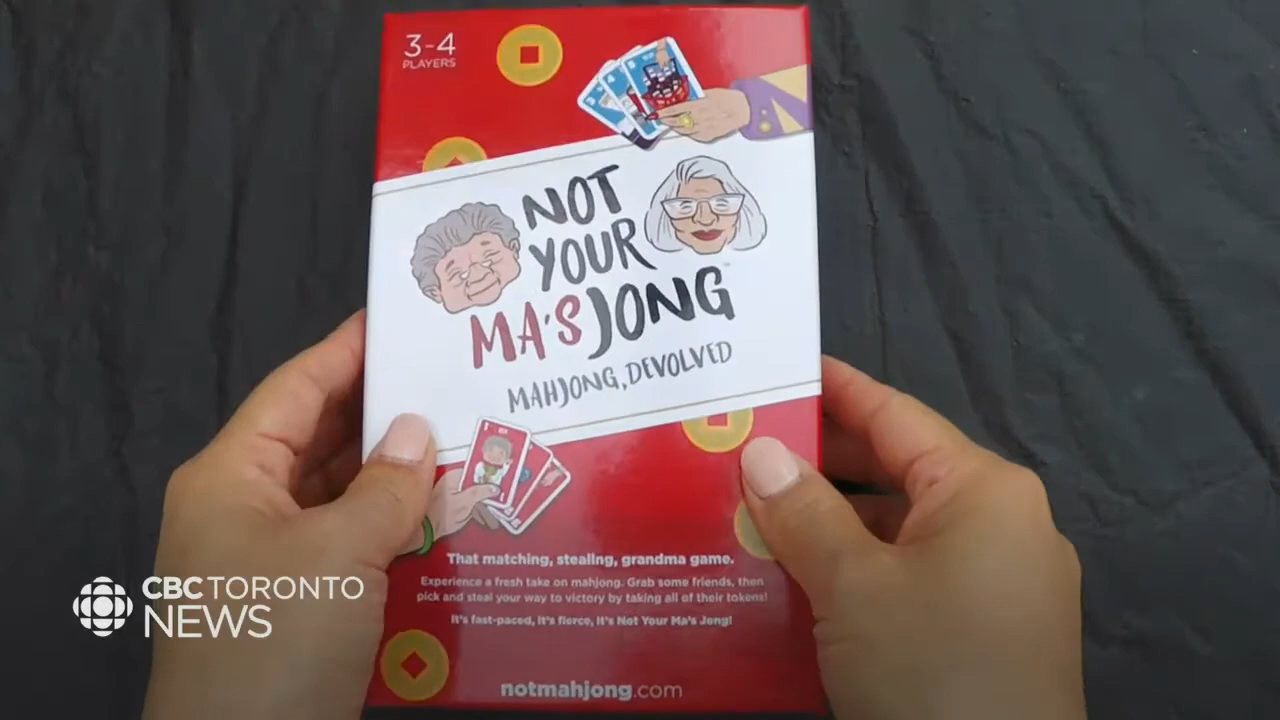 3-4
PLAYERS
NOT
YOUR
MA'S JONG
MAHJONG, DEVOLVED
That matching, stealing, grandma game.
Experience a fresh take on mahjong. Grab some friends, then
pick and steal your way to victory by taking all of their tokens!
It's fast-paced, it's fierce, it's Not Your Ma's Jong!
notmahjong.com
CBC TORONTO
NEWS